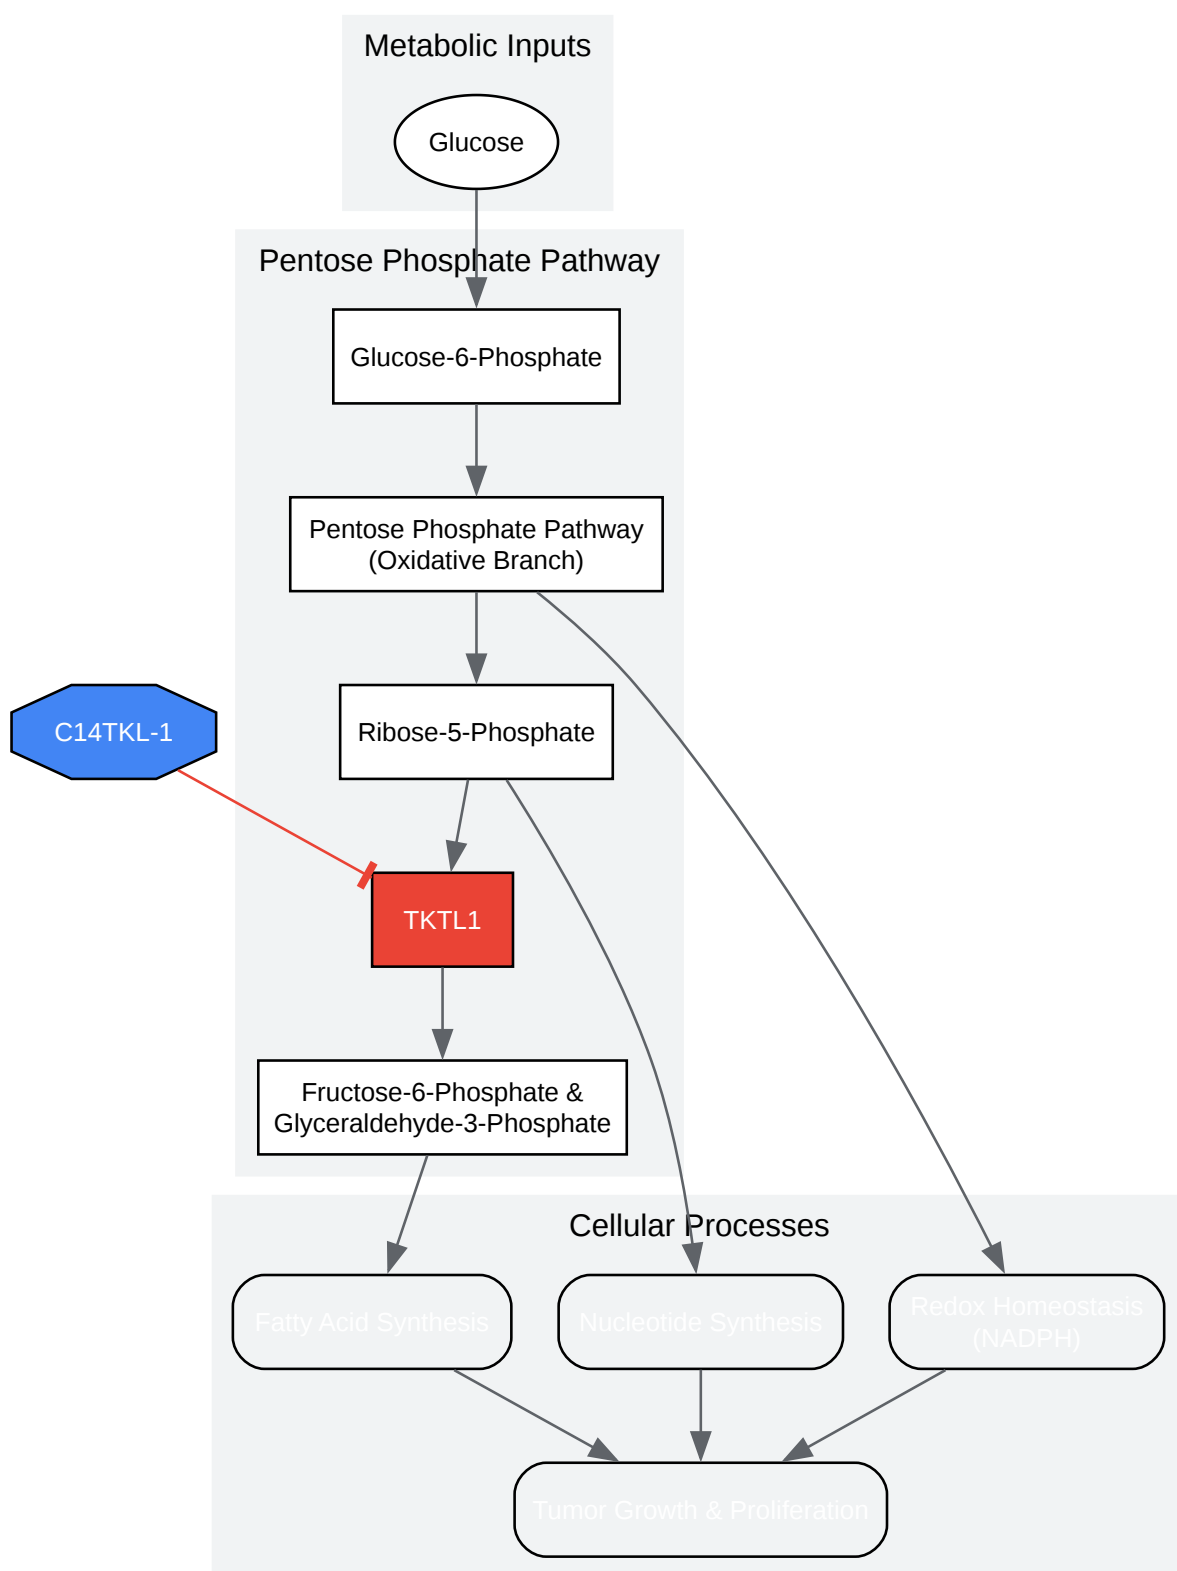 Metabolic Inputs
Glucose
Pentose Phosphate Pathway
Glucose-6-Phosphate
Pentose Phosphate Pathway
(Oxidative Branch)
C14TKL-1
Ribose-5-Phosphate
TKTL1
Fructose-6-Phosphate &
Glyceraldehyde-3-Phosphate
Cellular Processes
Fatty Acid Synthesis
Nucleotide Synthesis
Redox Homeostasis
(NADPH)
Tumor Growth & Proliferation